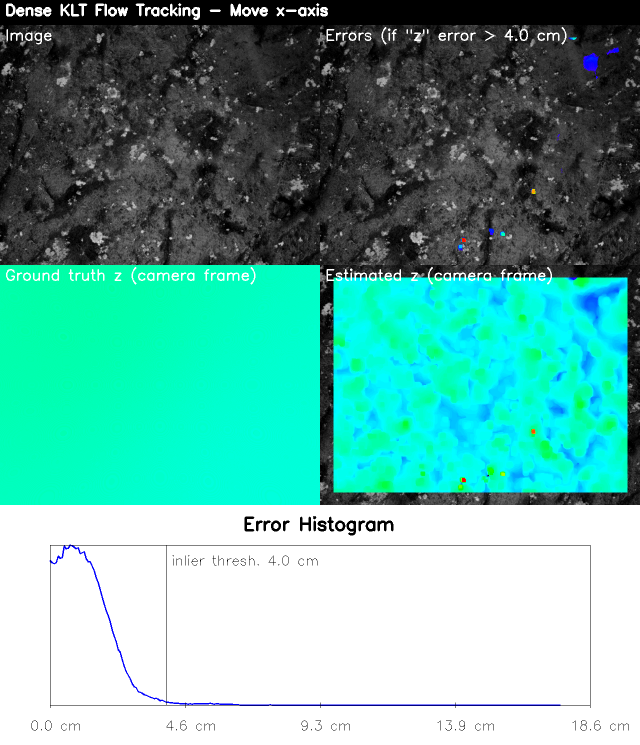 Dense KLT Flow Tracking - Move x-axis
Image
Errors (if "z" error > 4.0 cm)
Ground truth z (camera frame)
Estimated z (camera frame)
Error Histogram
inlier thresh. 4.0 cm
0.0 cm 4.6 cm 9.3 cm 13.9 cm 18.6 cm